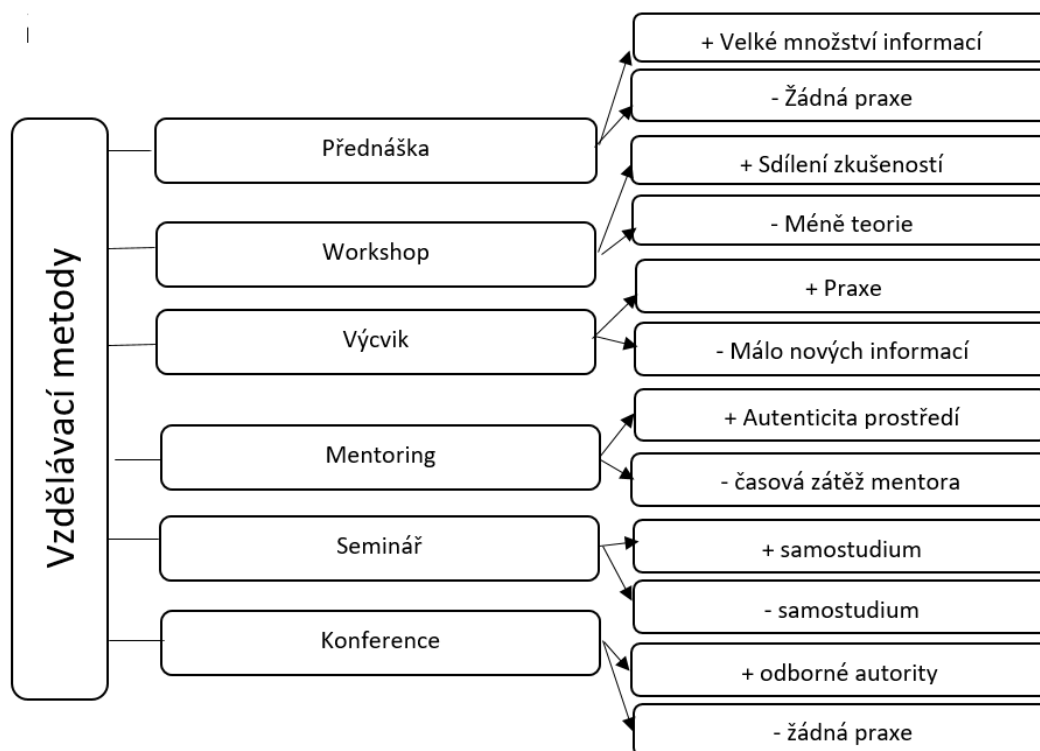 Vzdělávací metody
Přednáška
+ Velké množství informací
- Žádná praxe
Workshop
+ Sdílení zkušeností
- Méně teorie
Výcvik
+ Praxe
- Málo nových informací
Mentoring
+ Autenticita prostředí
- časová zátěž mentora
Seminář
+ samostudium
- samostudium
Konference
+ odborné autority
- žádná praxe